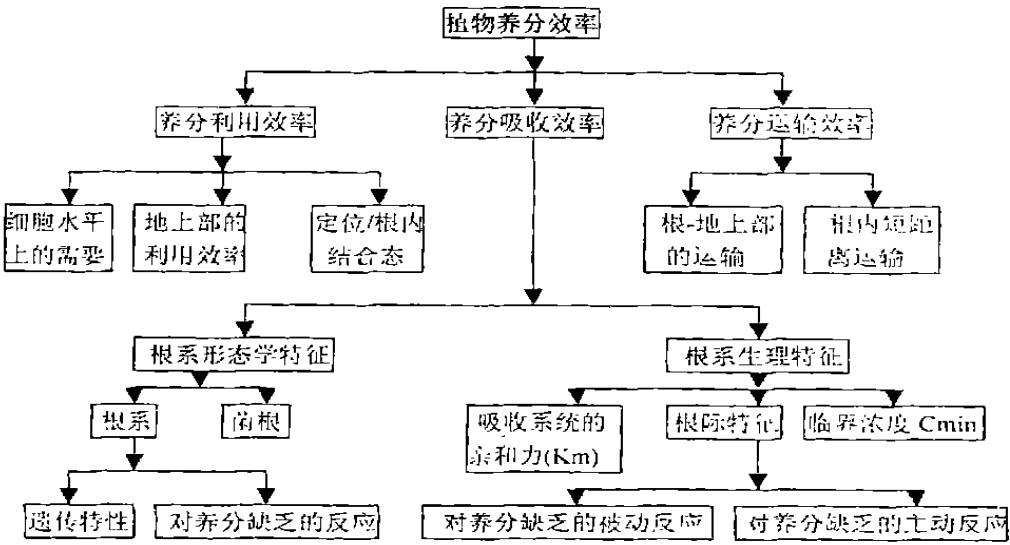 植物养分效率
养分利用效率
养分吸收效率
养分运输效率
细胞水平
上的需要
地上部的
利用效率
定位/根内
结合态
根-地上部
的运输
根内短距
离运输
根系形态学特征
根系生理特征
根系
菌根
吸收系统的
亲和力(Km)
根际特征
临界浓度 Cmin
遗传特性
对养分缺乏的反应
对养分缺乏的被动反应
对养分缺乏的主动反应